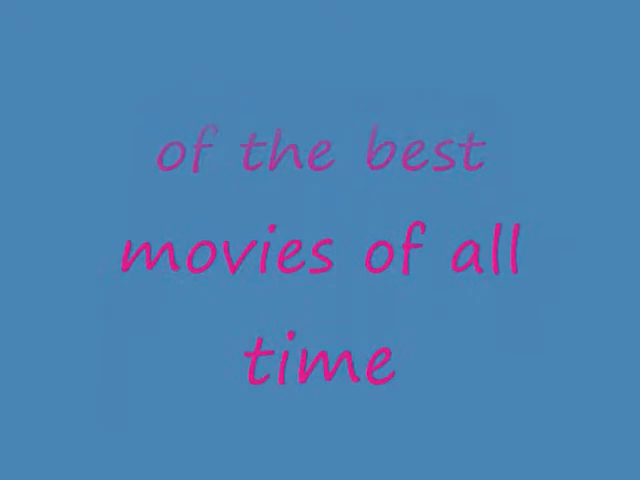 of the best
movies of all
time